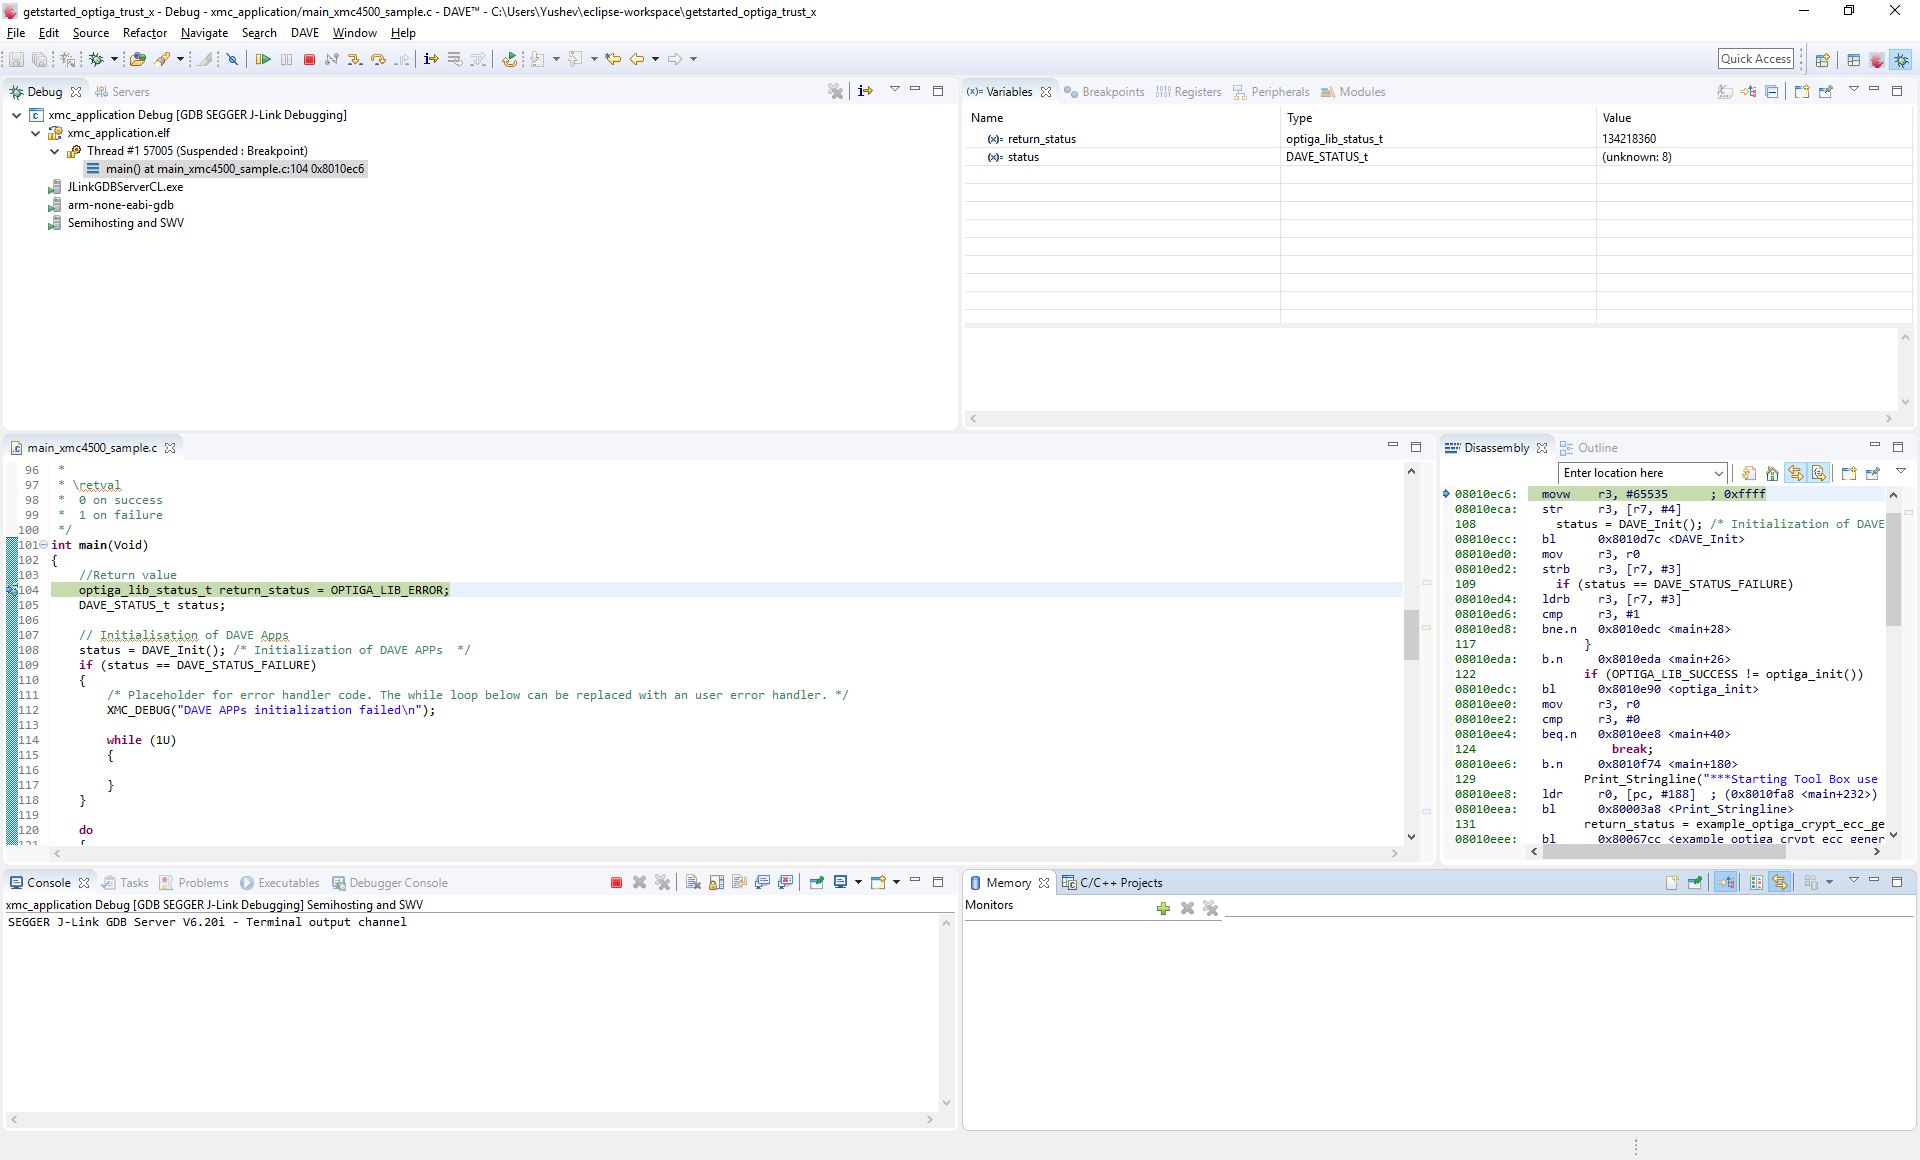 getstarted_optiga_trust_x - Debug - xmc_application/main_xmc4500_sample.c - DAVE™ - C:\Users\Yushev\eclipse-workspace\getstarted_optiga_trust_x
File Edit Source Refactor Navigate Search DAVE Window Help
Quick Access
Debug Servers
xmc_application Debug [GDB SEGGER J-Link Debugging]
xmc_application.elf
Thread #1 57005 (Suspended : Breakpoint)
main() at main_xmc4500_sample.c:104 0x8010ec6
JLinkGDBServerCL.exe
arm-none-eabi-gdb
Semihosting and SWV
(x)= Variables Breakpoints Registers Peripherals Modules
Name Type Value
(x)= return_status optiga_lib_status_t 134218360
(x)= status DAVE_STATUS_t (unknown: 8)
main_xmc4500_sample.c
96 *
97 * \retval
98 * 0 on success
99 * 1 on failure
100 */
101 int main(Void)
102 {
103 //Return value
104 optiga_lib_status_t return_status = OPTIGA_LIB_ERROR;
105 DAVE_STATUS_t status;
106
107 // Initialisation of DAVE Apps
108 status = DAVE_Init(); /* Initialization of DAVE APPs */
109 if (status == DAVE_STATUS_FAILURE)
110 {
111 /* Placeholder for error handler code. The while loop below can be replaced with an user error handler. */
112 XMC_DEBUG("DAVE APPs initialization failed\n");
113
114 while (1U)
115 {
116
117 }
118 }
119
120 do
121 {
Disassembly Outline
Enter location here
08010ec6: movw r3, #65535 ; 0xffff
08010eca: str r3, [r7, #4]
108 status = DAVE_Init(); /* Initialization of DAVE
08010ecc: bl 0x8010d7c <DAVE_Init>
08010ed0: mov r3, r0
08010ed2: strb r3, [r7, #3]
109 if (status == DAVE_STATUS_FAILURE)
08010ed4: ldrb r3, [r7, #3]
08010ed6: cmp r3, #1
08010ed8: bne.n 0x8010edc <main+28>
117 }
08010eda: b.n 0x8010eda <main+26>
122 if (OPTIGA_LIB_SUCCESS != optiga_init())
08010edc: bl 0x8010e90 <optiga_init>
08010ee0: mov r3, r0
08010ee2: cmp r3, #0
08010ee4: beq.n 0x8010ee8 <main+40>
124 break;
08010ee6: b.n 0x8010f74 <main+180>
129 Print_Stringline("***Starting Tool Box use
08010ee8: ldr r0, [pc, #188] ; (0x8010fa8 <main+232>)
08010eea: bl 0x80003a8 <Print_Stringline>
131 return_status = example_optiga_crypt_ecc_ge
08010eee: bl 0x80067cc <example_optiga_crypt_ecc_gener
Console Tasks Problems Executables Debugger Console
xmc_application Debug [GDB SEGGER J-Link Debugging] Semihosting and SWV
SEGGER J-Link GDB Server V6.20i - Terminal output channel
Memory C/C++ Projects
Monitors